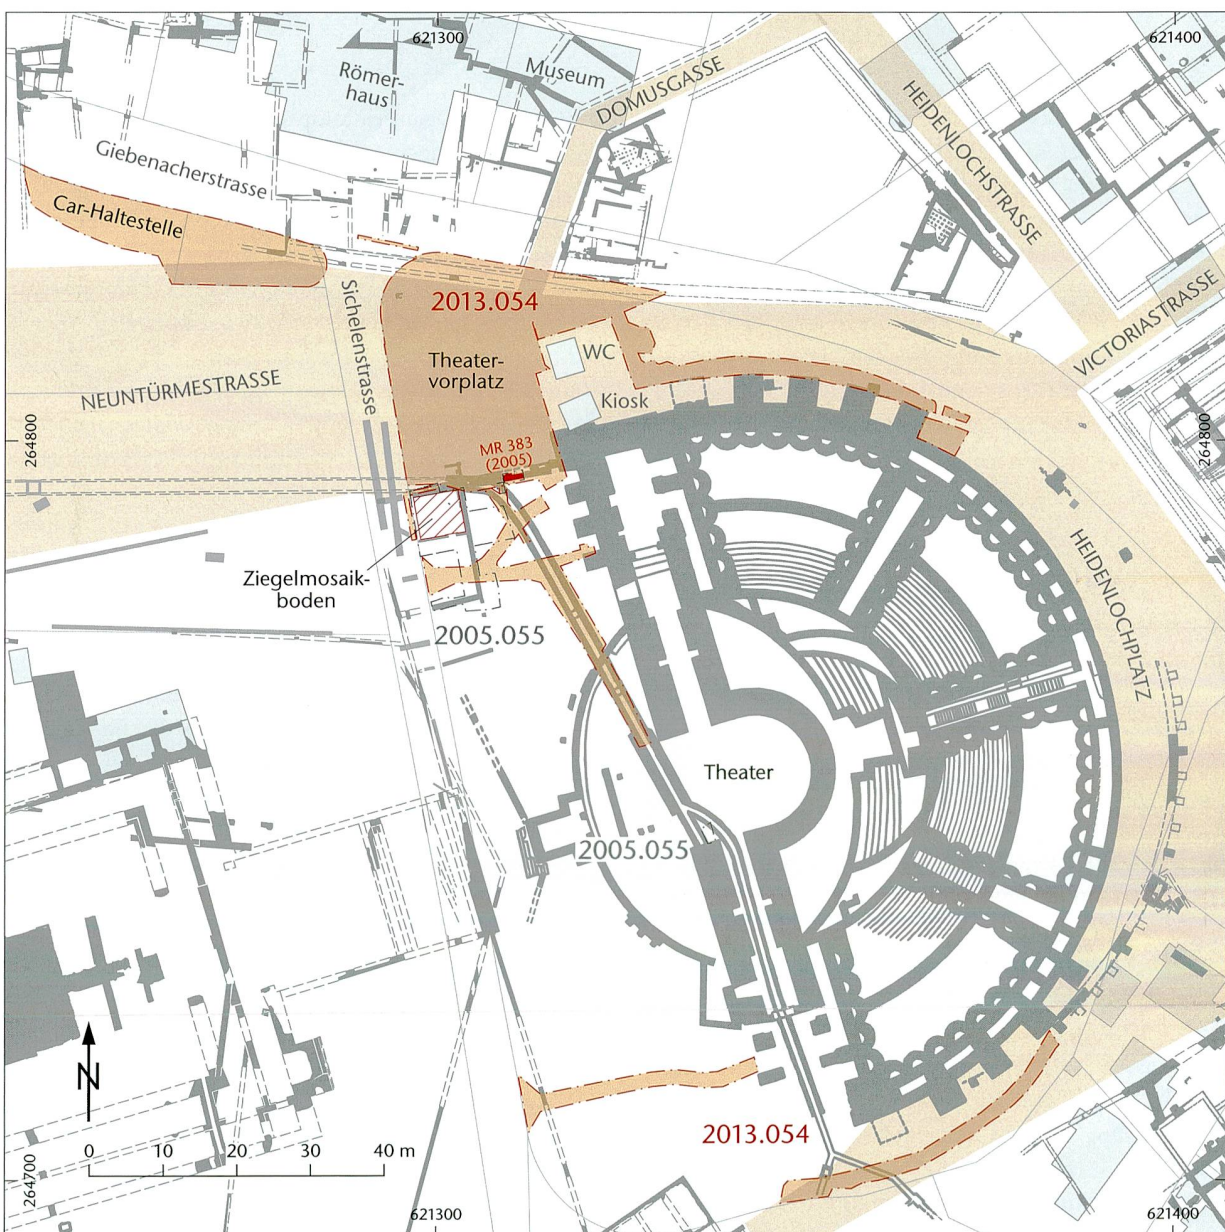 621300
621400
Römer-
haus
Museum
DOMUSGASSE
HEIDENLOCHSTRASSE
Giebenacherstrasse
Car-Haltestelle
2013.054
Sichelenstrasse
Theater-
vorplatz
WC
Kiosk
VICTORIASTRASSE
NEUNTÜRMESTRASSE
264800
264800
MR 383
(2005)
HEIDENLOCHPLATZ
Ziegelmosaik-
boden
2005.055
Theater
2005.055
N
2013.054
0 10 20 30 40 m
264700
621300
621400